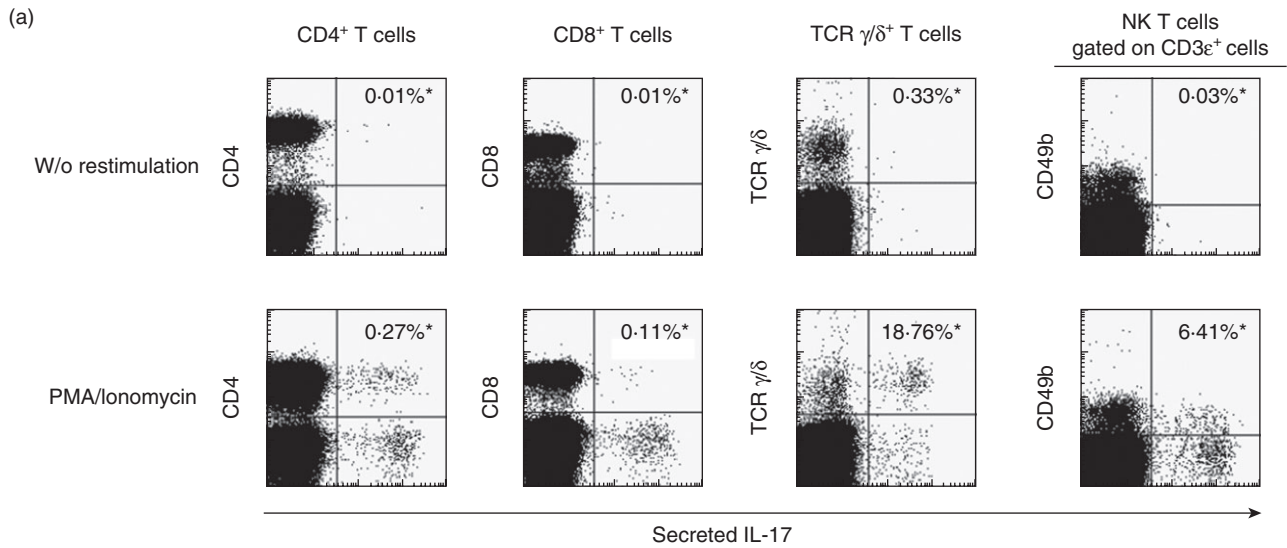 (a)
CD4⁺ T cells
CD8⁺ T cells
TCR γ/δ⁺ T cells
NK T cells
gated on CD3ε⁺ cells
W/o restimulation
CD4
0·01%*
CD8
0·01%*
TCR γ/δ
0·33%*
CD49b
0·03%*
PMA/Ionomycin
CD4
0·27%*
CD8
0·11%*
TCR γ/δ
18·76%*
CD49b
6·41%*
Secreted IL-17